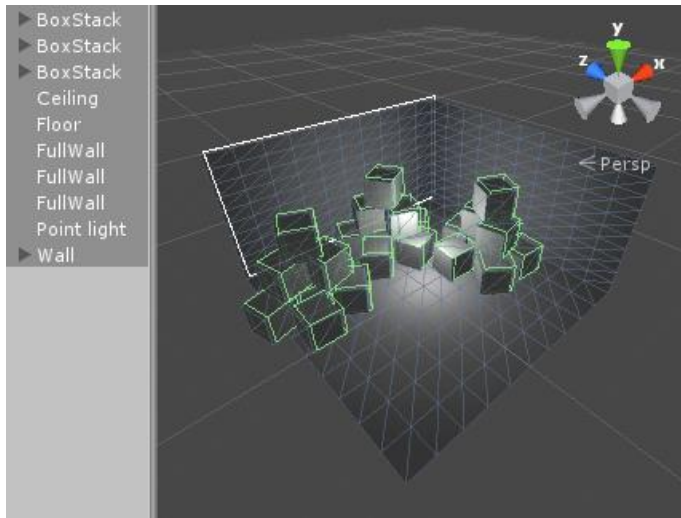 BoxStack
BoxStack
BoxStack
Ceiling
Floor
FullWall
FullWall
FullWall
Point light
Wall
y
z
x
Persp